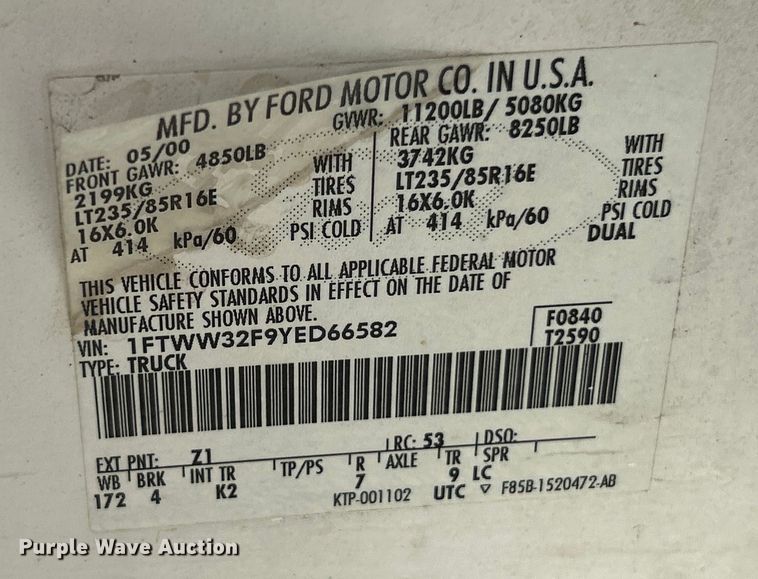 MFD. BY FORD MOTOR CO. IN U.S.A.
DATE: 05/00 GVWR: 11200LB/ 5080KG
FRONT GAWR: 4850LB REAR GAWR: 8250LB
2199KG WITH 3742KG WITH
LT235/85R16E TIRES LT235/85R16E TIRES
16X6.0K RIMS 16X6.0K RIMS
AT 414 kPa/60 PSI COLD AT 414 kPa/60 PSI COLD
DUAL
THIS VEHICLE CONFORMS TO ALL APPLICABLE FEDERAL MOTOR
VEHICLE SAFETY STANDARDS IN EFFECT ON THE DATE OF
MANUFACTURE SHOWN ABOVE.
VIN: 1FTWW32F9YED66582 F0840
TYPE: TRUCK T2590
EXT PNT: Z1 RC: 53 DSO:
WB BRK INT TR TP/PS R AXLE TR SPR
172 4 K2 7 9 LC
KTP-001102 UTC ▽ F85B-1520472-AB
Purple Wave Auction